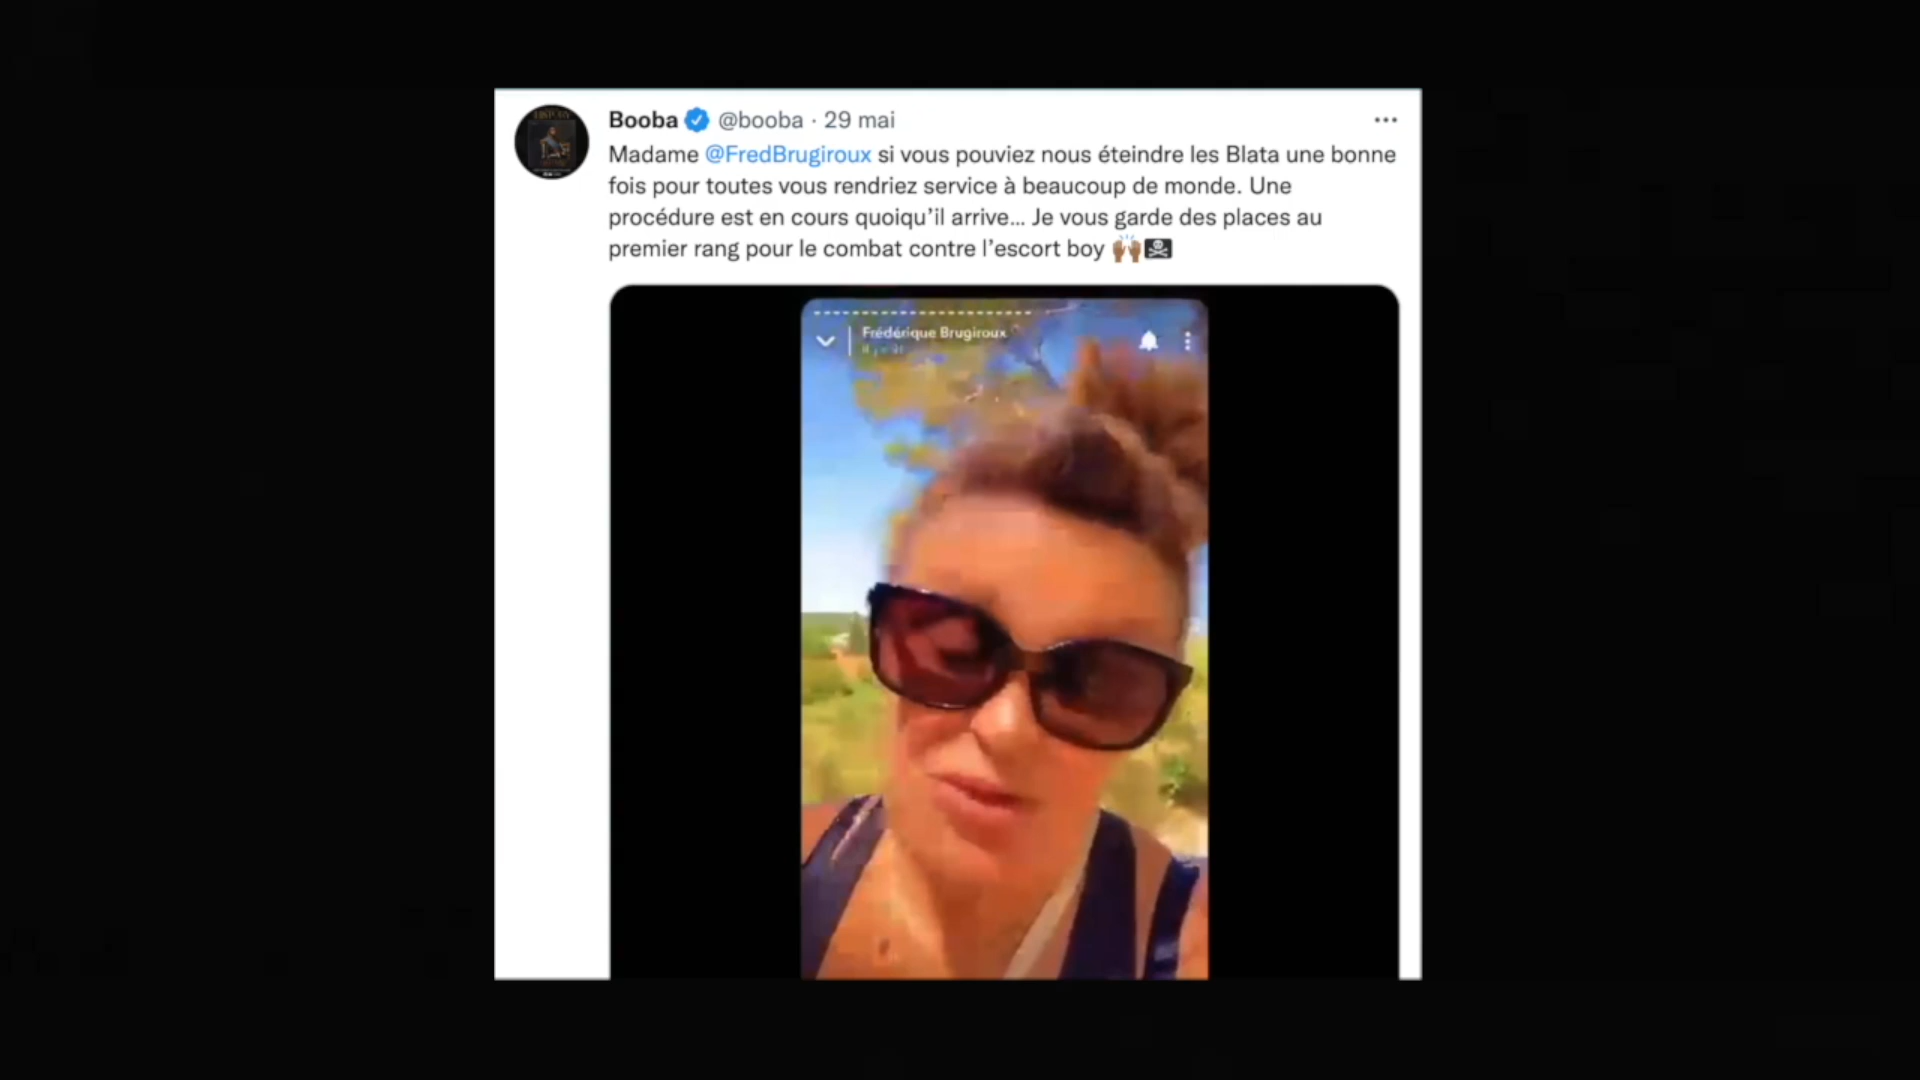 Booba @booba · 29 mai
Madame @FredBrugiroux si vous pouviez nous éteindre les Blata une bonne
fois pour toutes vous rendriez service à beaucoup de monde. Une
procédure est en cours quoiqu’il arrive... Je vous garde des places au
premier rang pour le combat contre l’escort boy 🙌🏾🏴‍☠️
Frédérique Brugiroux